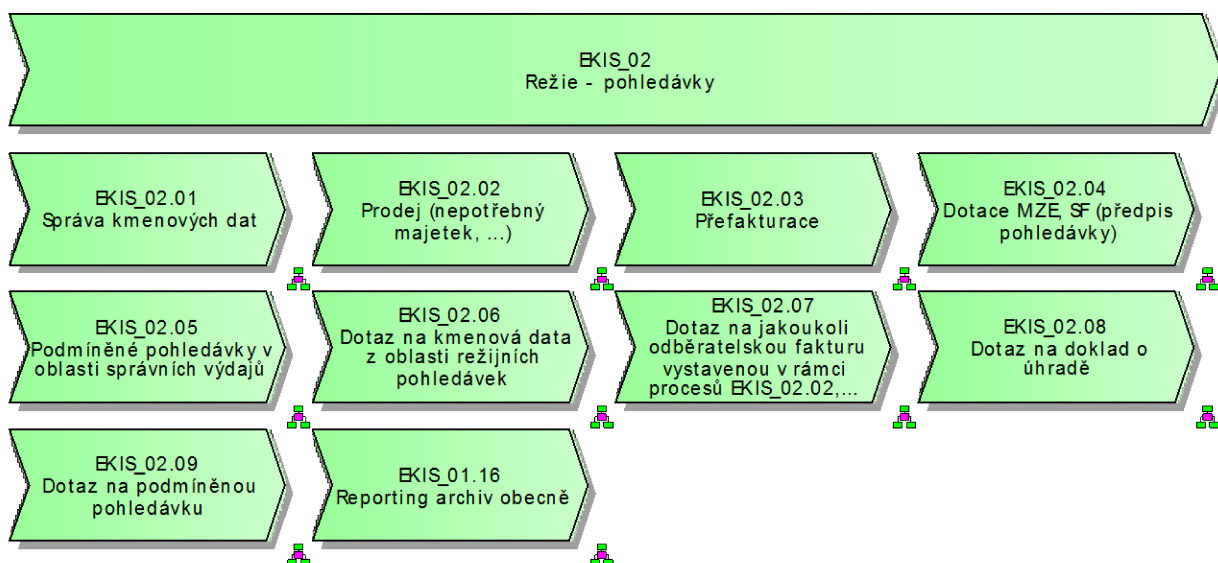 EKIS_02
Režie - pohledávky
EKIS_02.01
Správa kmenových dat
EKIS_02.02
Prodej (nepotřebný
majetek, ...)
EKIS_02.03
Přefakturace
EKIS_02.04
Dotace MZE, SF (předpis
pohledávky)
EKIS_02.05
Podmíněné pohledávky v
oblasti správních výdajů
EKIS_02.06
Dotaz na kmenová data
z oblasti režijních
pohledávek
EKIS_02.07
Dotaz na jakoukoli
odběratelskou fakturu
vystavenou v rámci
procesů EKIS_02.02,...
EKIS_02.08
Dotaz na doklad o
úhradě
EKIS_02.09
Dotaz na podmíněnou
pohledávku
EKIS_01.16
Reporting archiv obecně